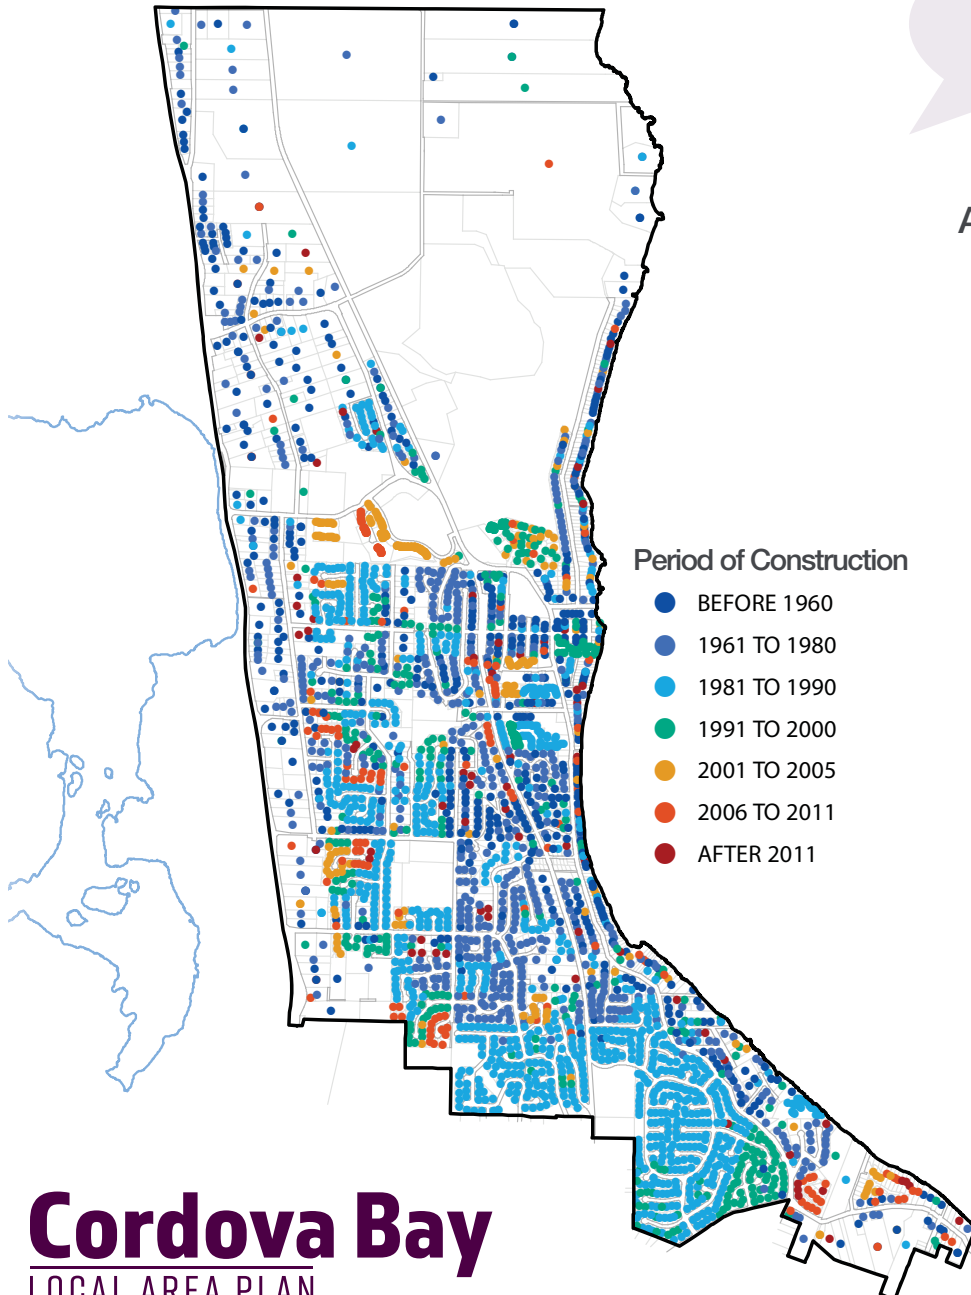 A
Period of Construction
BEFORE 1960
1961 TO 1980
1981 TO 1990
1991 TO 2000
2001 TO 2005
2006 TO 2011
AFTER 2011
Cordova Bay
LOCAL AREA PLAN